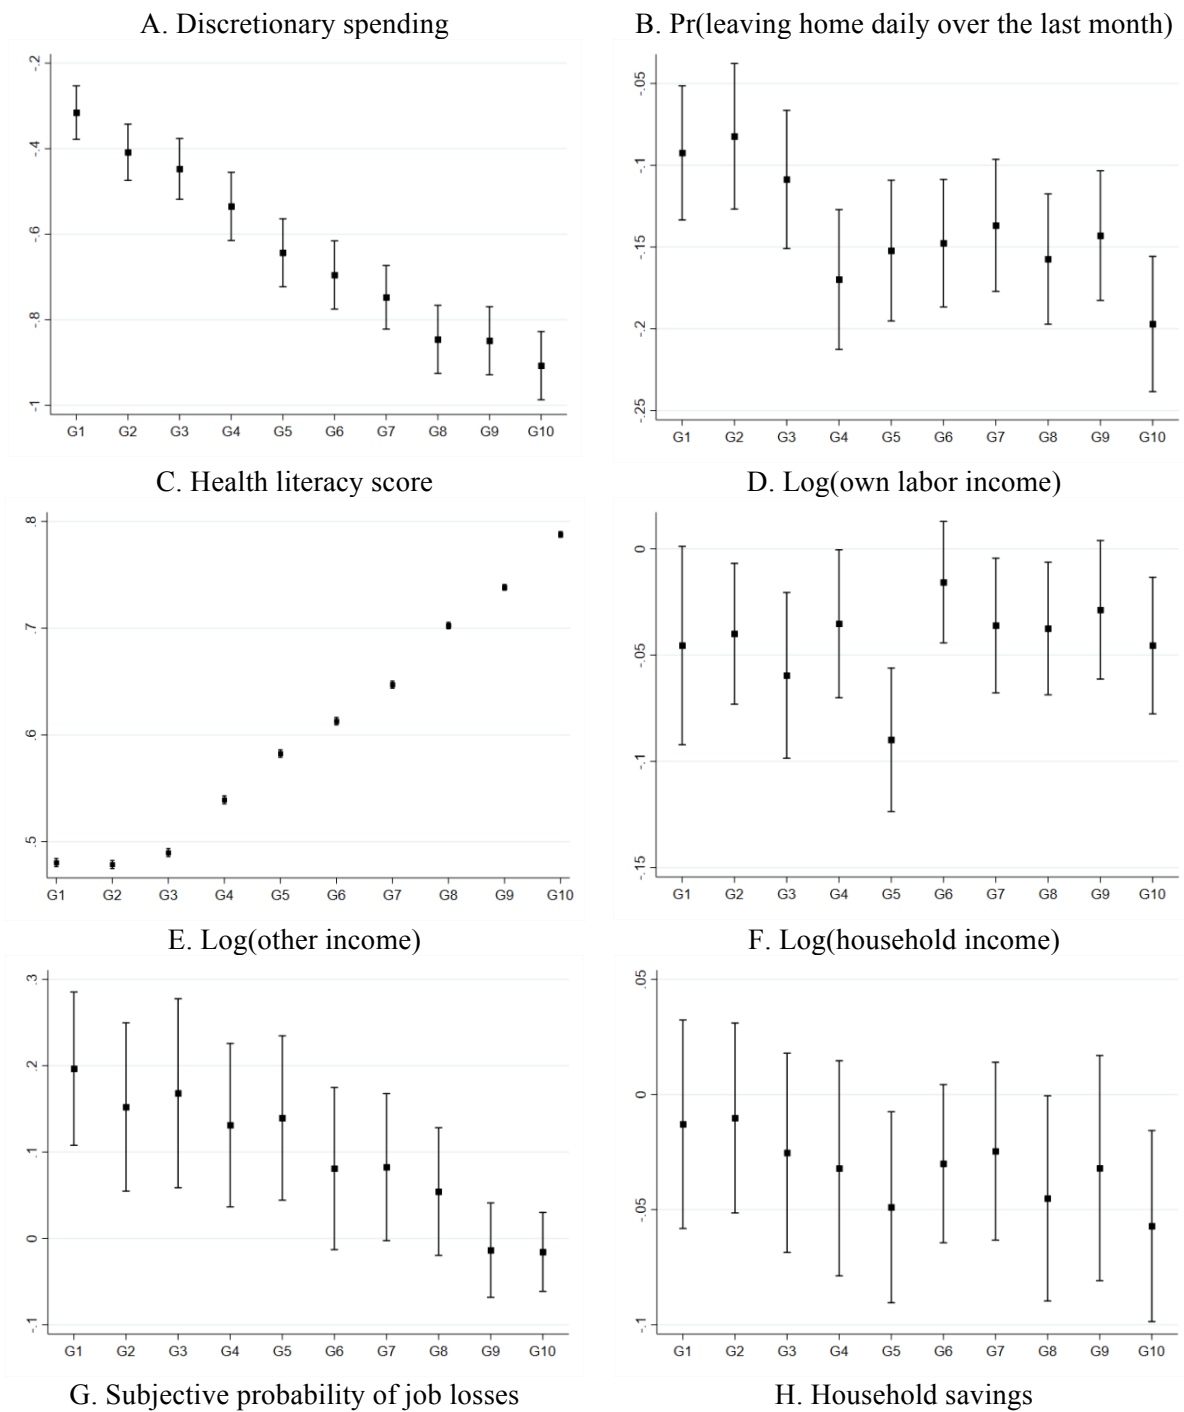 A. Discretionary spending
-.2
-.4
-.6
-.8
-1
G1 G2 G3 G4 G5 G6 G7 G8 G9 G10
B. Pr(leaving home daily over the last month)
-.05
-.1
-.15
-.2
-.25
G1 G2 G3 G4 G5 G6 G7 G8 G9 G10
C. Health literacy score
.8
.7
.6
.5
G1 G2 G3 G4 G5 G6 G7 G8 G9 G10
D. Log(own labor income)
0
-.05
-.1
-.15
G1 G2 G3 G4 G5 G6 G7 G8 G9 G10
E. Log(other income)
.3
.2
.1
0
-.1
G1 G2 G3 G4 G5 G6 G7 G8 G9 G10
F. Log(household income)
.05
0
-.05
-.1
G1 G2 G3 G4 G5 G6 G7 G8 G9 G10
G. Subjective probability of job losses
H. Household savings